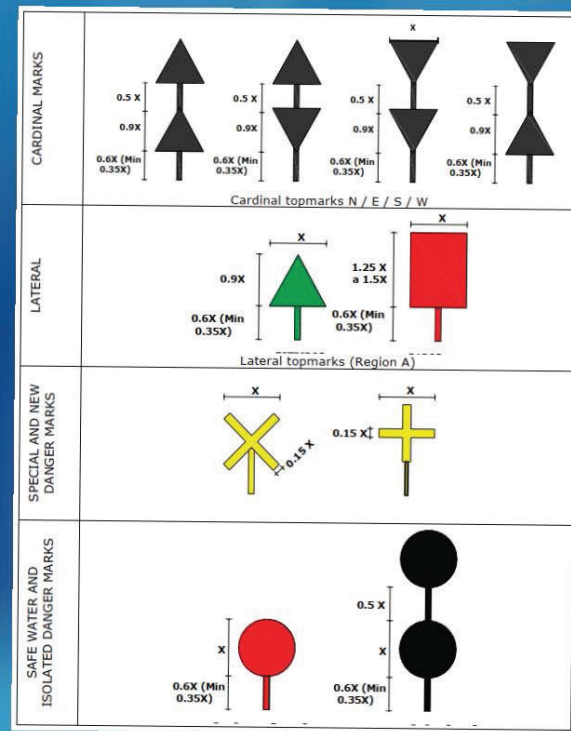 CARDINAL MARKS
X
0.5 X
0.5 X
0.5 X
0.5 X
0.9X
0.9X
0.9X
0.9X
0.6X (Min
0.35X)
0.6X (Min
0.35X)
0.6X (Min
0.35X)
0.6X (Min
0.35X)
Cardinal topmarks N / E / S / W
LATERAL
X
X
0.9X
1.25 X
a 1.5X
0.6X (Min
0.35X)
0.6X (Min
0.35X)
Lateral topmarks (Region A)
SPECIAL AND NEW
DANGER MARKS
X
X
0.15 X
0.15 X
SAFE WATER AND
ISOLATED DANGER MARKS
0.5 X
X
X
0.6X (Min
0.35X)
0.6X (Min
0.35X)